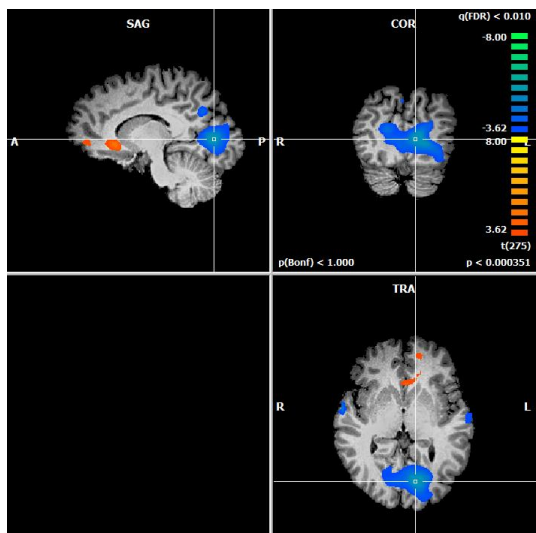 SAG
A
P
COR
q(FDR) < 0.010
-8.00
-3.62
8.00
R
L
3.62
t(275)
p(Bonf) < 1.000
p < 0.000351
TRA
R
L